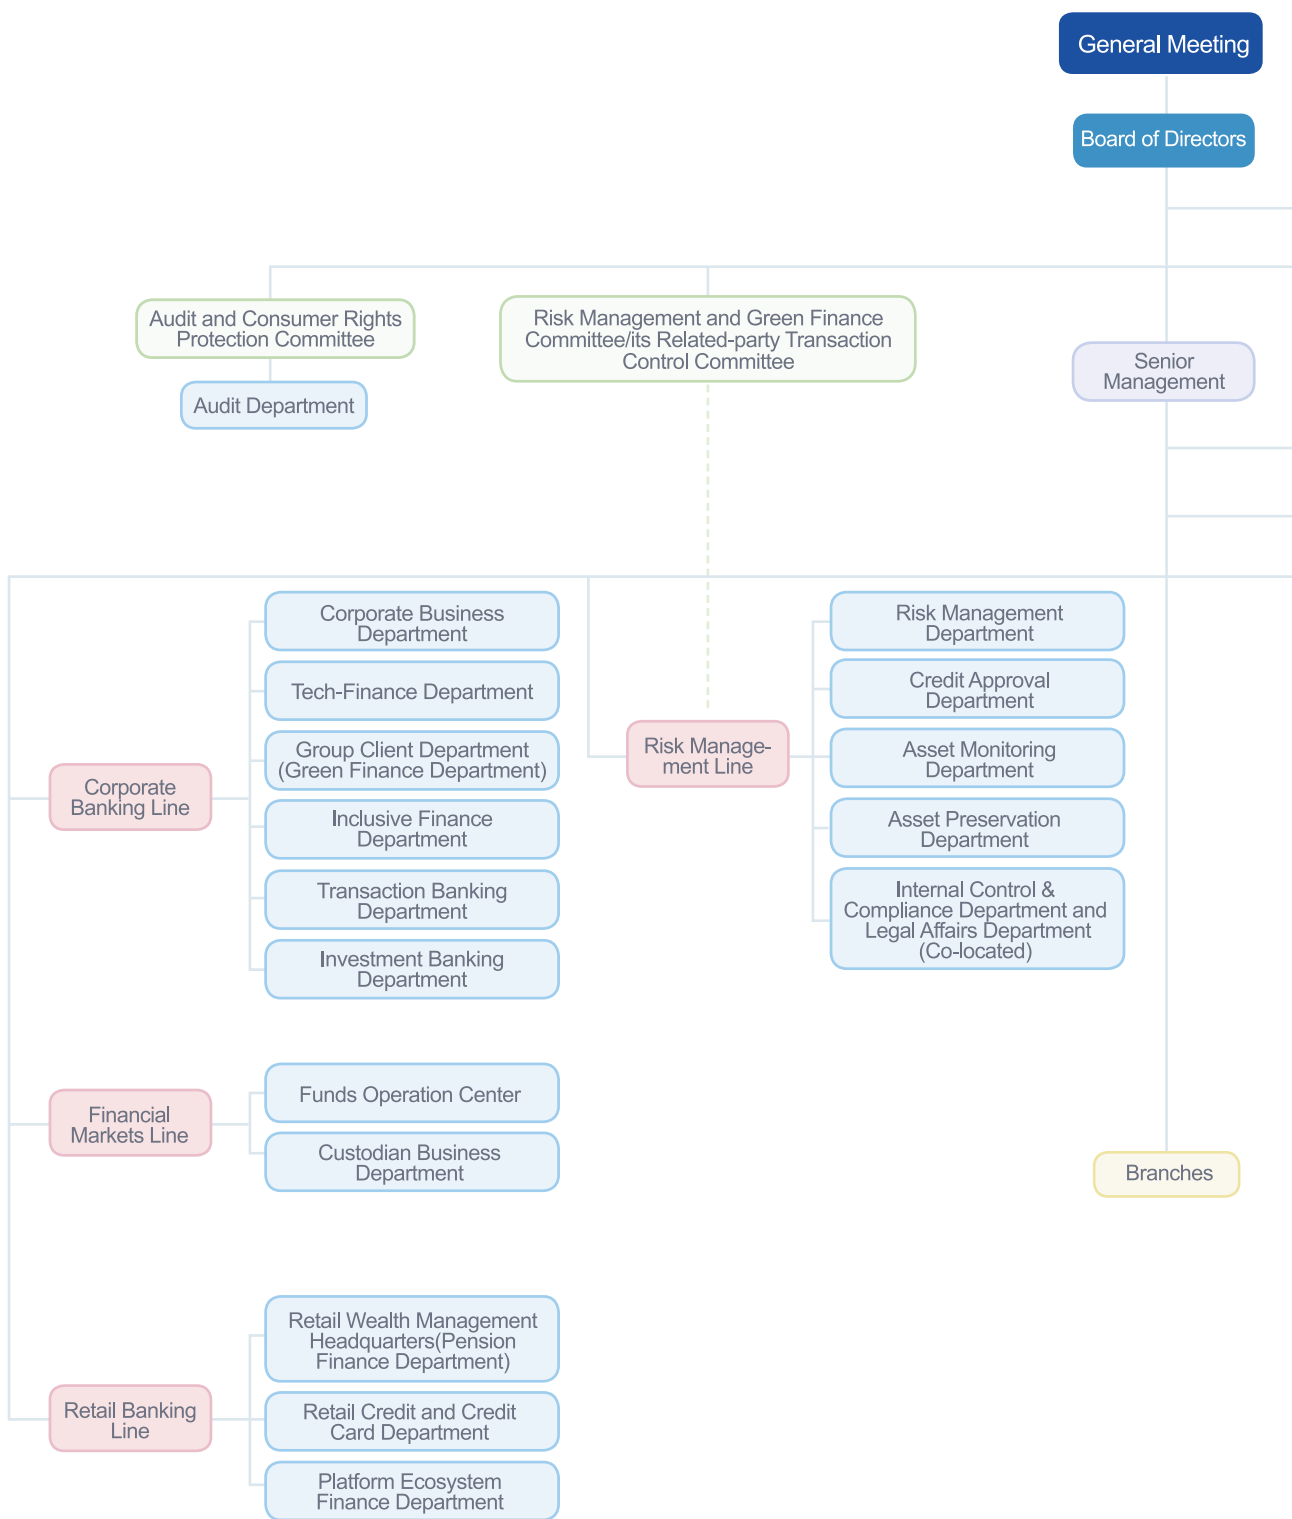 General Meeting
Board of Directors
Audit and Consumer Rights
Protection Committee
Risk Management and Green Finance
Committee/its Related-party Transaction
Control Committee
Senior
Management
Audit Department
Corporate Business
Department
Tech-Finance Department
Group Client Department
(Green Finance Department)
Corporate
Banking Line
Inclusive Finance
Department
Transaction Banking
Department
Investment Banking
Department
Risk Manage-
ment Line
Risk Management
Department
Credit Approval
Department
Asset Monitoring
Department
Asset Preservation
Department
Internal Control &
Compliance Department and
Legal Affairs Department
(Co-located)
Financial
Markets Line
Funds Operation Center
Custodian Business
Department
Branches
Retail Banking
Line
Retail Wealth Management
Headquarters(Pension
Finance Department)
Retail Credit and Credit
Card Department
Platform Ecosystem
Finance Department